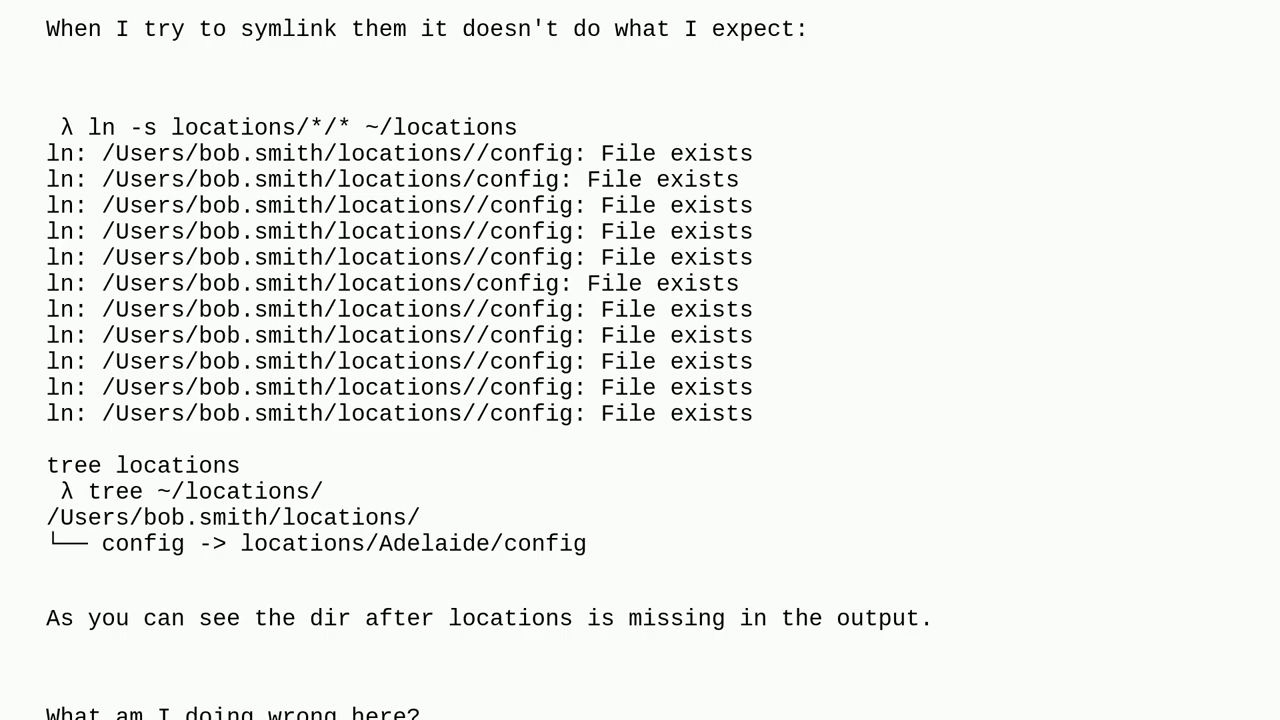 When I try to symlink them it doesn't do what I expect:
λ ln -s locations/*/* ~/locations
ln: /Users/bob.smith/locations//config: File exists
ln: /Users/bob.smith/locations/config: File exists
ln: /Users/bob.smith/locations//config: File exists
ln: /Users/bob.smith/locations//config: File exists
ln: /Users/bob.smith/locations//config: File exists
ln: /Users/bob.smith/locations/config: File exists
ln: /Users/bob.smith/locations//config: File exists
ln: /Users/bob.smith/locations//config: File exists
ln: /Users/bob.smith/locations//config: File exists
ln: /Users/bob.smith/locations//config: File exists
ln: /Users/bob.smith/locations//config: File exists
tree locations
λ tree ~/locations/
/Users/bob.smith/locations/
└── config -> locations/Adelaide/config
As you can see the dir after locations is missing in the output.
What am I doing wrong here?